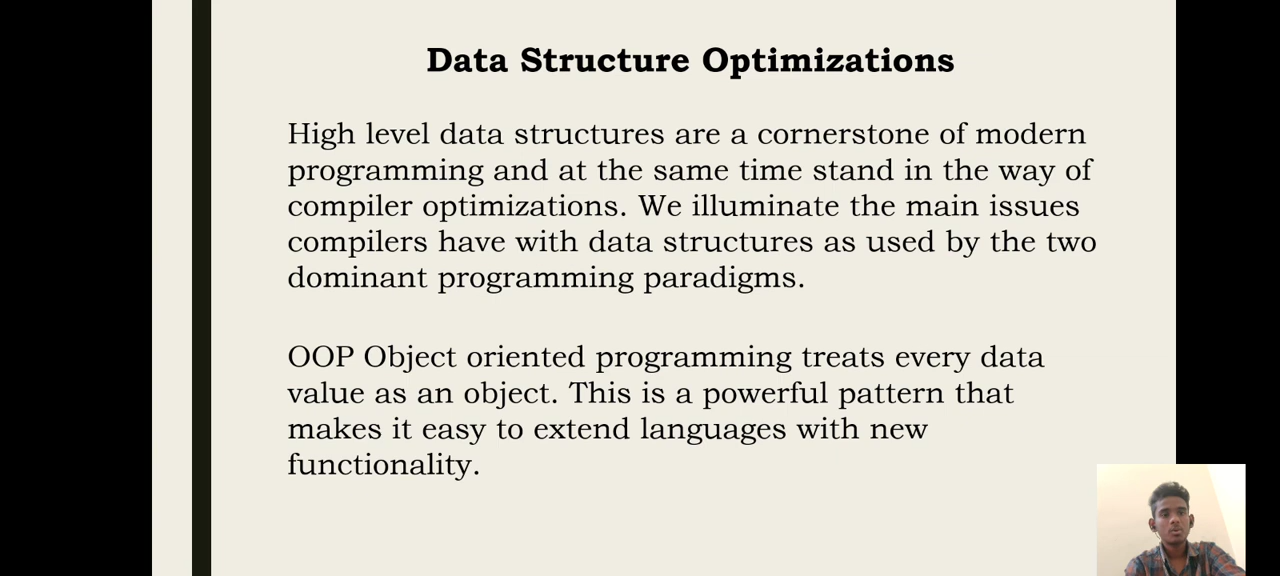 Data Structure Optimizations
High level data structures are a cornerstone of modern
programming and at the same time stand in the way of
compiler optimizations. We illuminate the main issues
compilers have with data structures as used by the two
dominant programming paradigms.
OOP Object oriented programming treats every data
value as an object. This is a powerful pattern that
makes it easy to extend languages with new
functionality.